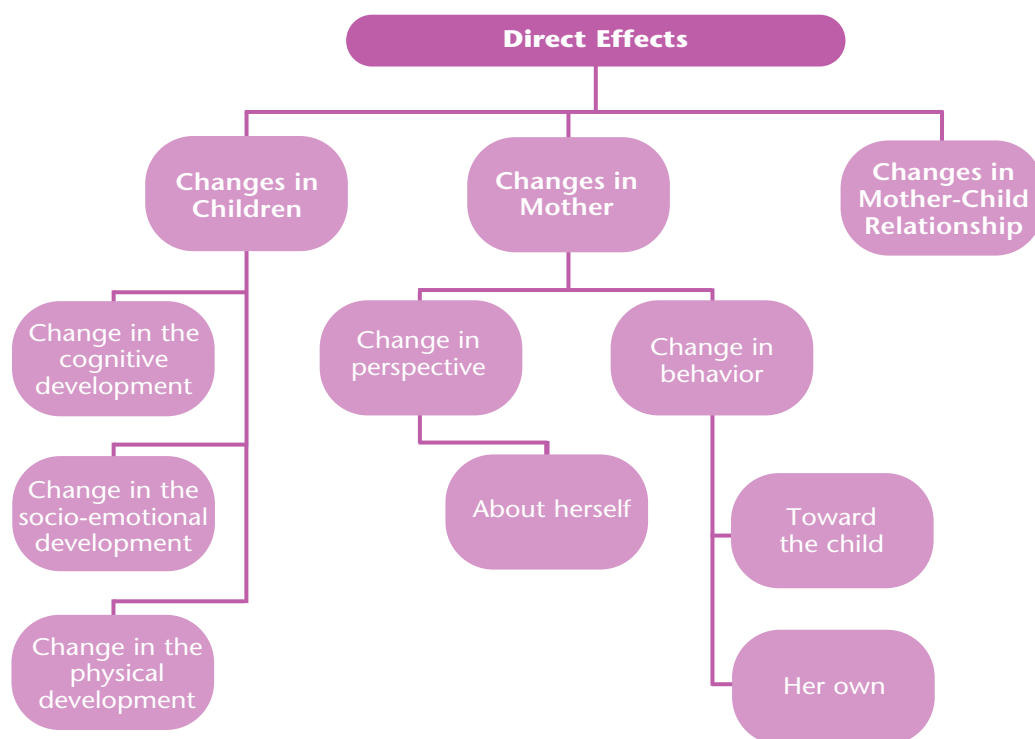 Direct Effects
Changes in
Children
Changes in
Mother
Changes in
Mother-Child
Relationship
Change in the
cognitive
development
Change in
perspective
Change in
behavior
Change in the
socio-emotional
development
About herself
Toward
the child
Change in the
physical
development
Her own